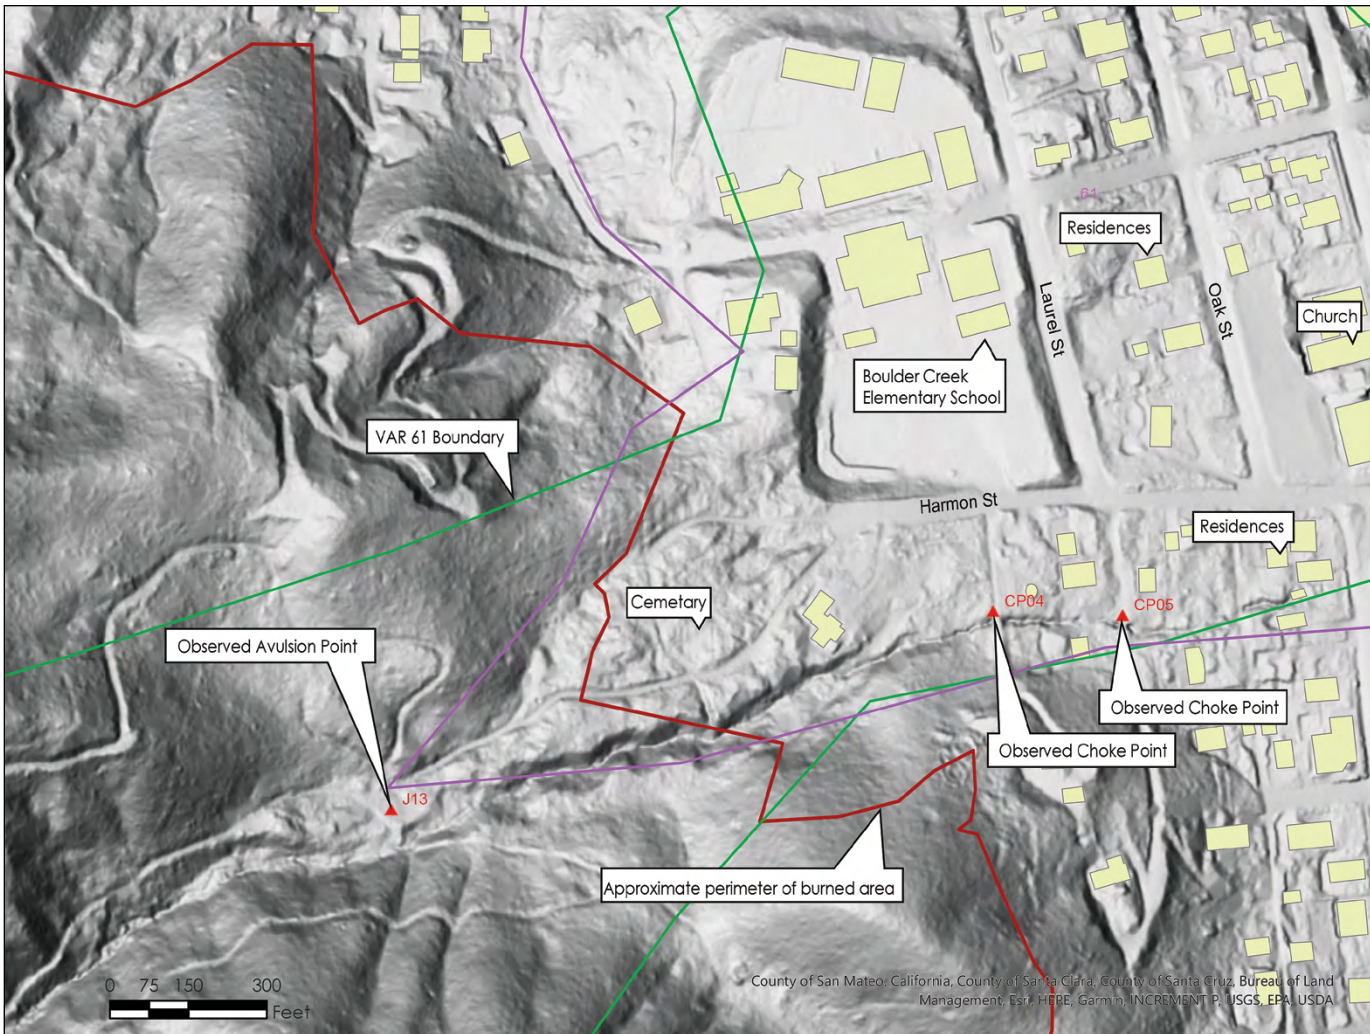 61
Residences
Laurel St
Oak St
Church
Boulder Creek
Elementary School
VAR 61 Boundary
Harmon St
Residences
Cemetary
CP04
CP05
Observed Avulsion Point
Observed Choke Point
Observed Choke Point
J13
Approximate perimeter of burned area
0 75 150 300
Feet
County of San Mateo, California, County of Santa Clara, County of Santa Cruz, Bureau of Land
Management, Esri, HERE, Garmin, INCREMENT P, USGS, EPA, USDA